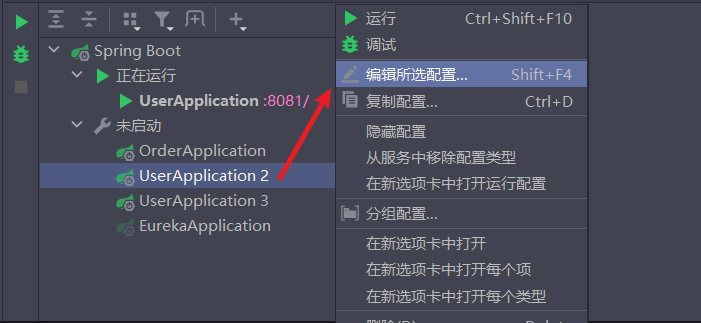 Spring Boot
正在运行
UserApplication :8081/
未启动
OrderApplication
UserApplication 2
UserApplication 3
EurekaApplication
运行 Ctrl+Shift+F10
调试
编辑所选配置... Shift+F4
复制配置... Ctrl+D
隐藏配置
从服务中移除配置类型
在新选项卡中打开运行配置
分组配置...
在新选项卡中打开
在新选项卡中打开每个项
在新选项卡中打开每个类型